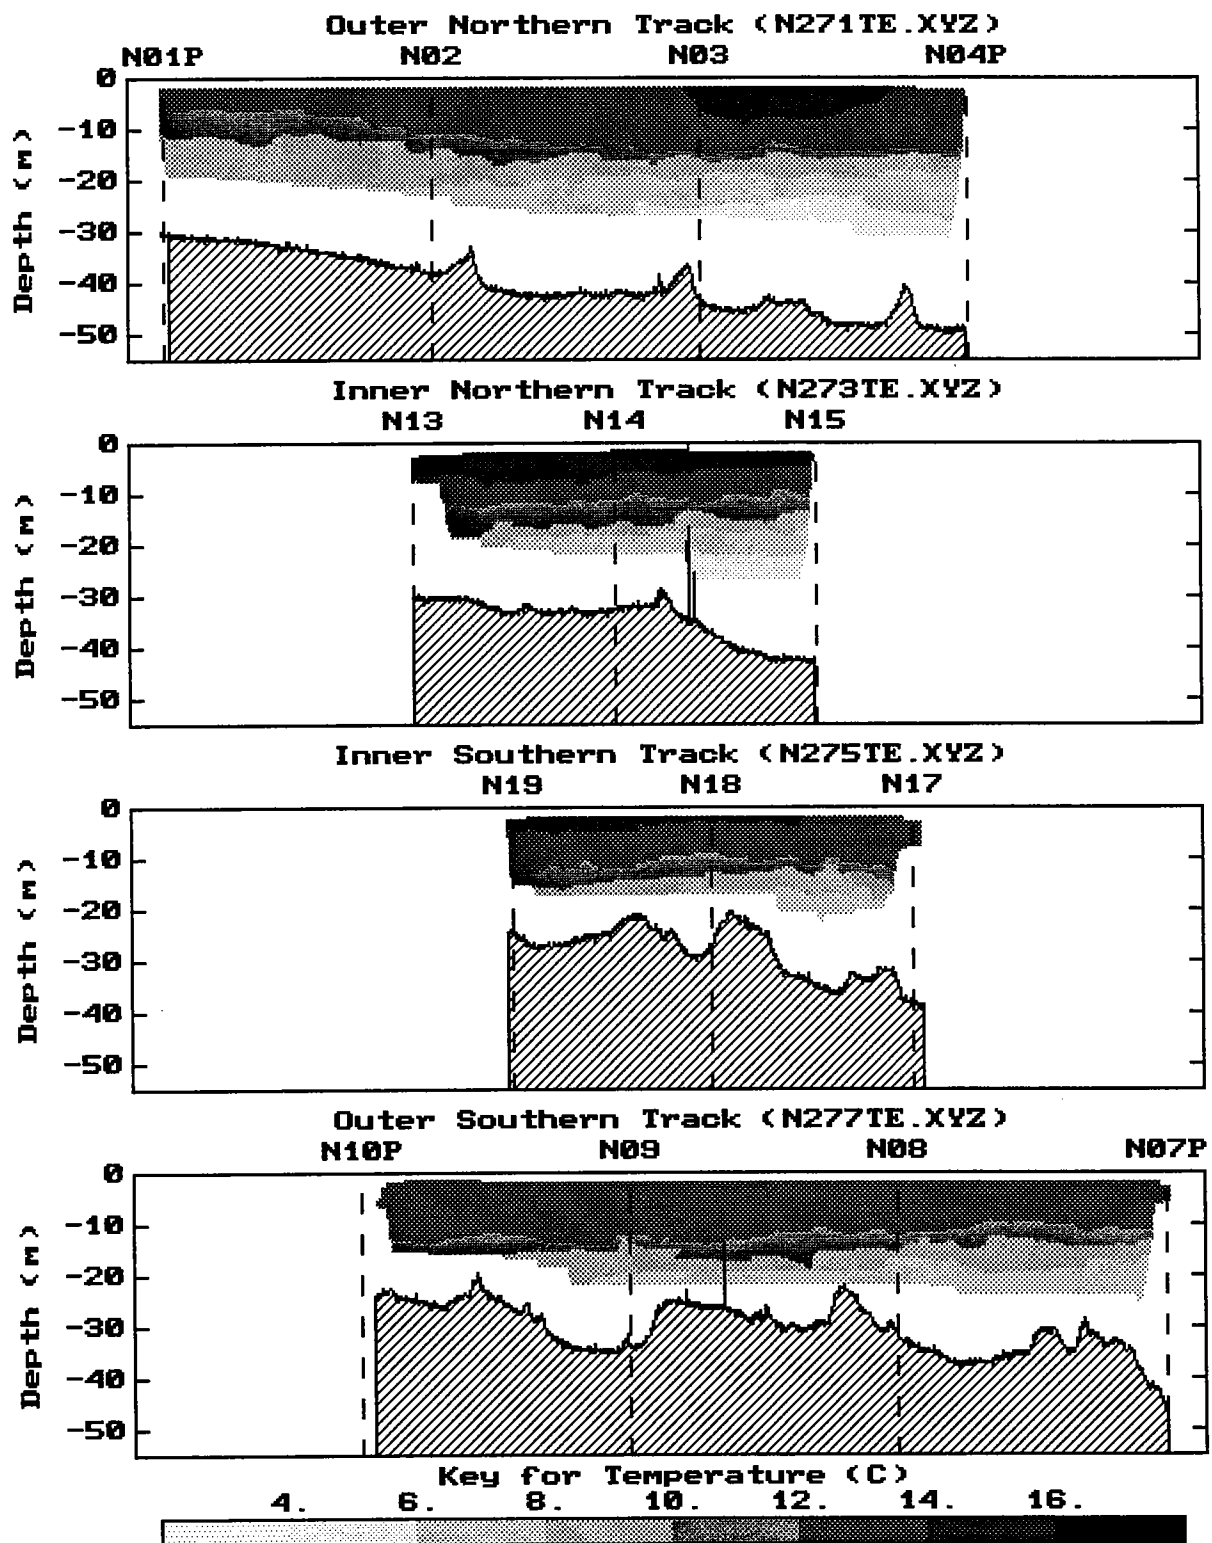 Outer Northern Track (N271TE.XYZ)
N01P N02 N03 N04P
0
-10
-20
-30
-40
-50
Depth (m)
Inner Northern Track (N273TE.XYZ)
N13 N14 N15
0
-10
-20
-30
-40
-50
Depth (m)
Inner Southern Track (N275TE.XYZ)
N19 N18 N17
0
-10
-20
-30
-40
-50
Depth (m)
Outer Southern Track (N277TE.XYZ)
N10P N09 N08 N07P
0
-10
-20
-30
-40
-50
Depth (m)
Key for Temperature (C)
4. 6. 8. 10. 12. 14. 16.